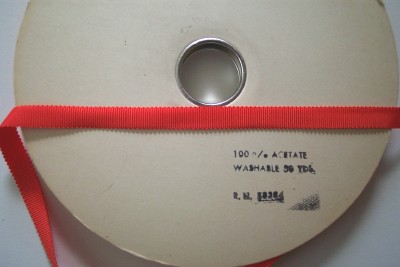 100 % ACETATE
WASHABLE 50 YDS.
R. N.